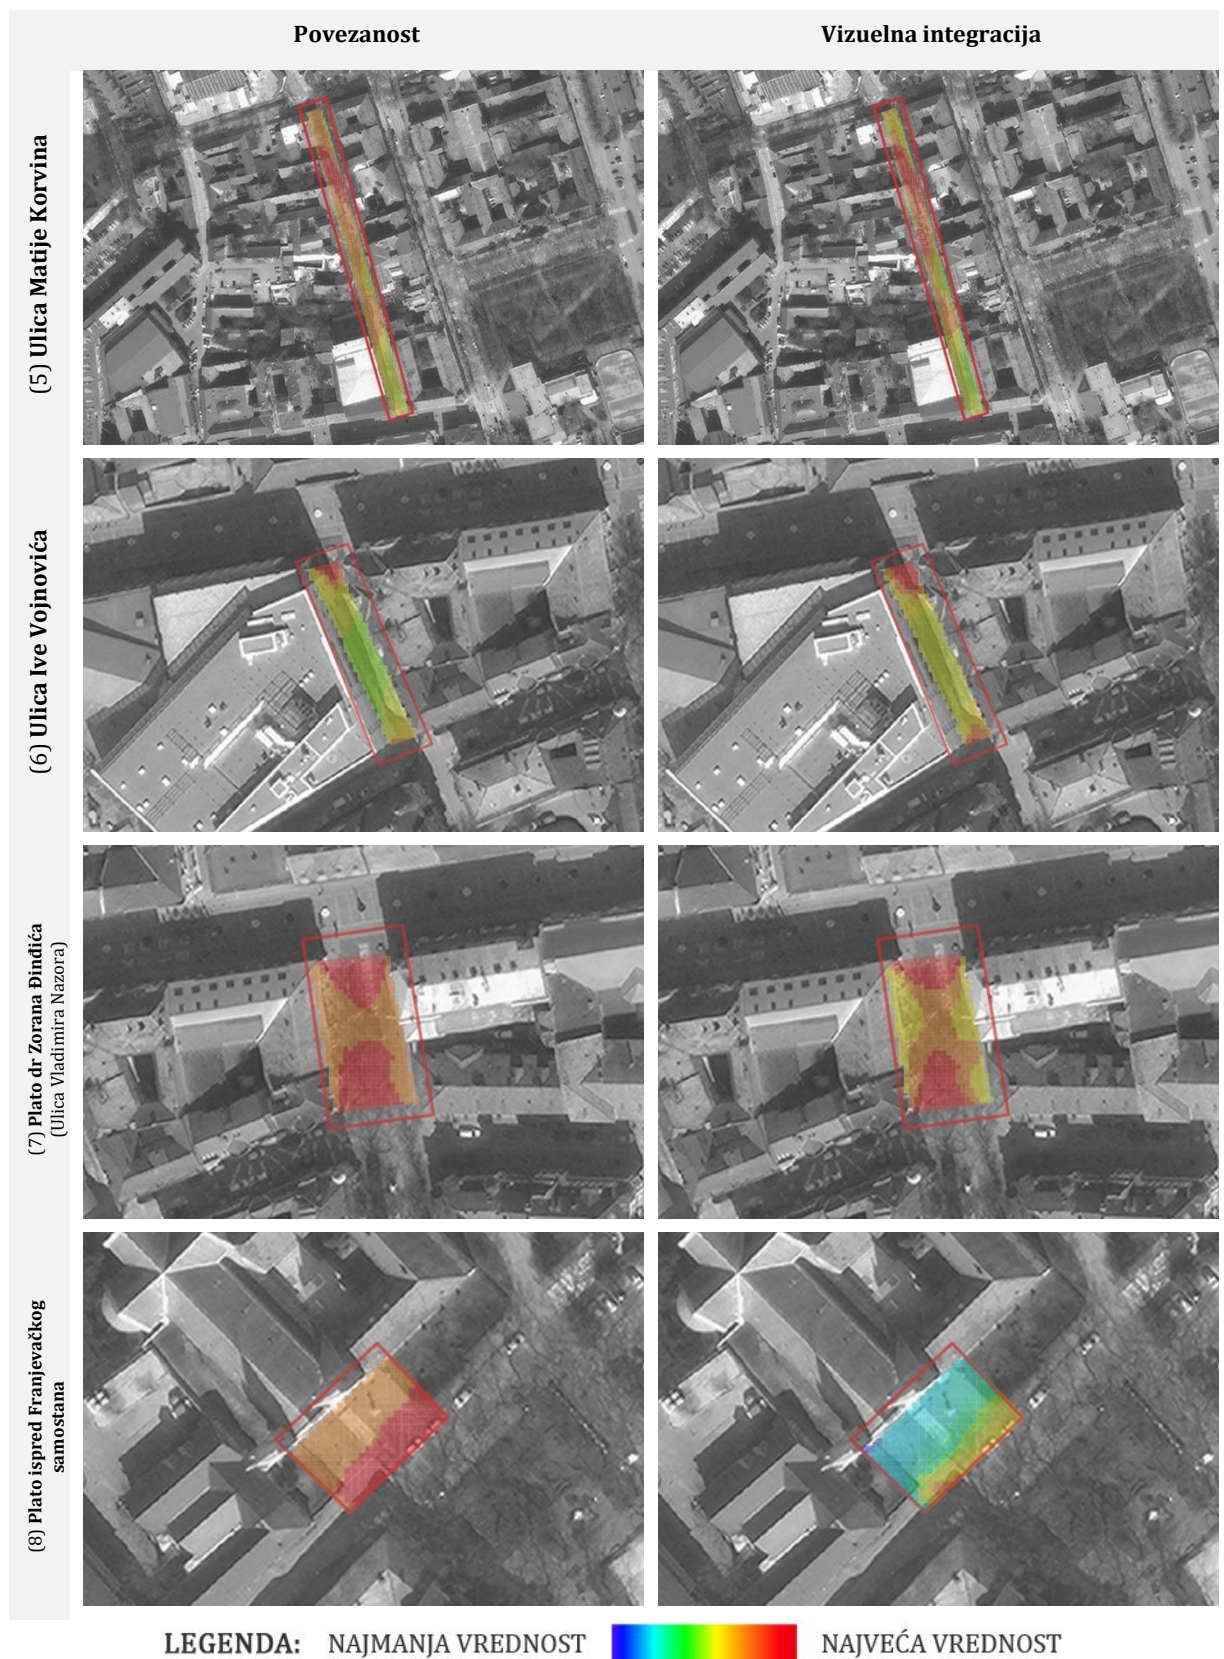 Povezanost
Vizuelna integracija
(5) Ulica Matije Korvina
(6) Ulica Ive Vojnovića
(7) Plato dr Zorana Đinđića
(Ulica Vladimira Nazora)
(8) Plato ispred Franjevačkog
samostana
LEGENDA: NAJMANJA VREDNOST NAJVEĆA VREDNOST